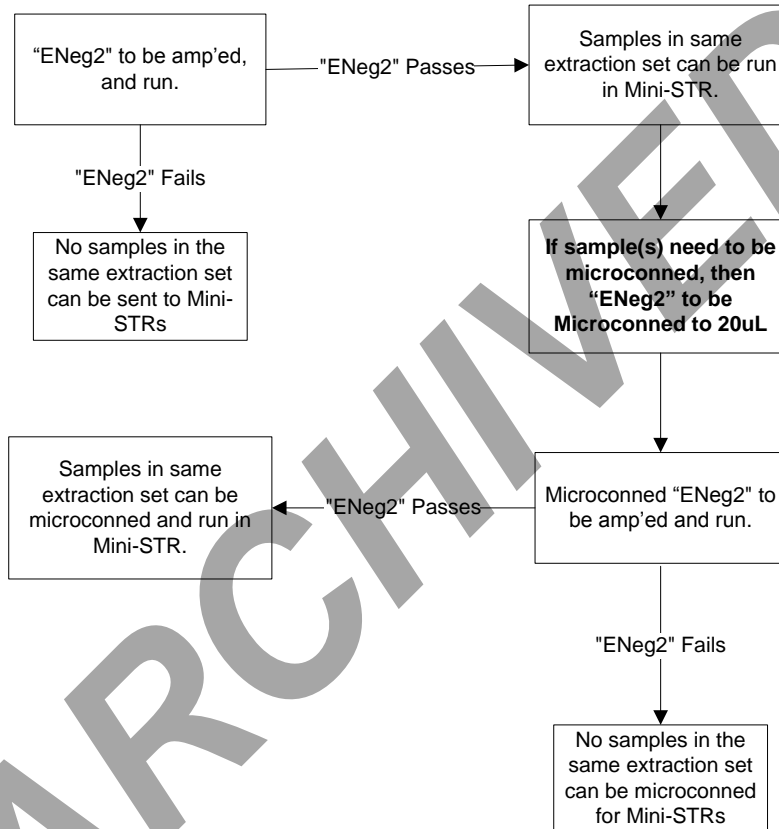 “ENeg2" to be amp’ed,
and run.
"ENeg2" Passes
Samples in same
extraction set can be run
in Mini-STR.
"ENeg2" Fails
No samples in the
same extraction set
can be sent to Mini-
STRs
If sample(s) need to be
microconned, then
“ENeg2” to be
Microconned to 20uL
Samples in same
extraction set can be
microconned and run in
Mini-STR.
"ENeg2" Passes
Microconned “ENeg2" to
be amp’ed and run.
"ENeg2" Fails
No samples in the
same extraction set
can be microconned
for Mini-STRs
ARCHIVED